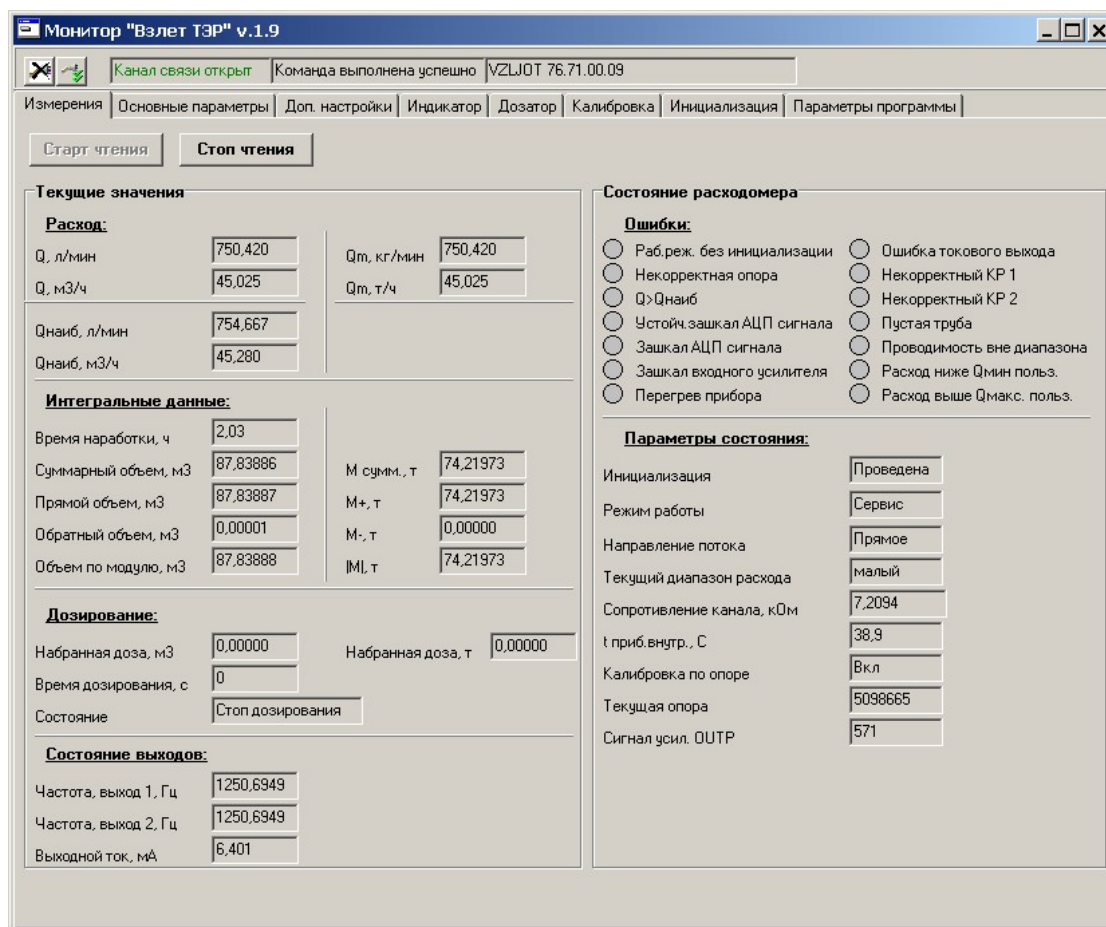 Монитор "Взлет ТЭР" v.1.9
Канал связи открыт Команда выполнена успешно VZLJOT 76.71.00.09
Измерения Основные параметры Доп. настройки Индикатор Дозатор Калибровка Инициализация Параметры программы
Старт чтения Стоп чтения
Текущие значения
Расход:
Q, л/мин 750,420 Qm, кг/мин 750,420
Q, м3/ч 45,025 Qm, т/ч 45,025
Qнаиб, л/мин 754,667
Qнаиб, м3/ч 45,280
Интегральные данные:
Время наработки, ч 2,03
Суммарный объем, м3 87,83886 М сумм., т 74,21973
Прямой объем, м3 87,83887 М+, т 74,21973
Обратный объем, м3 0,00001 М-, т 0,00000
Объем по модулю, м3 87,83888 |М|, т 74,21973
Дозирование:
Набранная доза, м3 0,00000 Набранная доза, т 0,00000
Время дозирования, с 0
Состояние Стоп дозирования
Состояние выходов:
Частота, выход 1, Гц 1250,6949
Частота, выход 2, Гц 1250,6949
Выходной ток, мА 6,401
Состояние расходомера
Ошибки:
Раб.реж. без инициализации Ошибка токового выхода
Некорректная опора Некорректный КР 1
Q>Qнаиб Некорректный КР 2
Устойч.зашкал АЦП сигнала Пустая труба
Зашкал АЦП сигнала Проводимость вне диапазона
Зашкал входного усилителя Расход ниже Qмин польз.
Перегрев прибора Расход выше Qмакс. польз.
Параметры состояния:
Инициализация Проведена
Режим работы Сервис
Направление потока Прямое
Текущий диапазон расхода малый
Сопротивление канала, кОм 7,2094
t приб.внутр., С 38,9
Калибровка по опоре Вкл
Текущая опора 5098665
Сигнал усил. OUTP 571